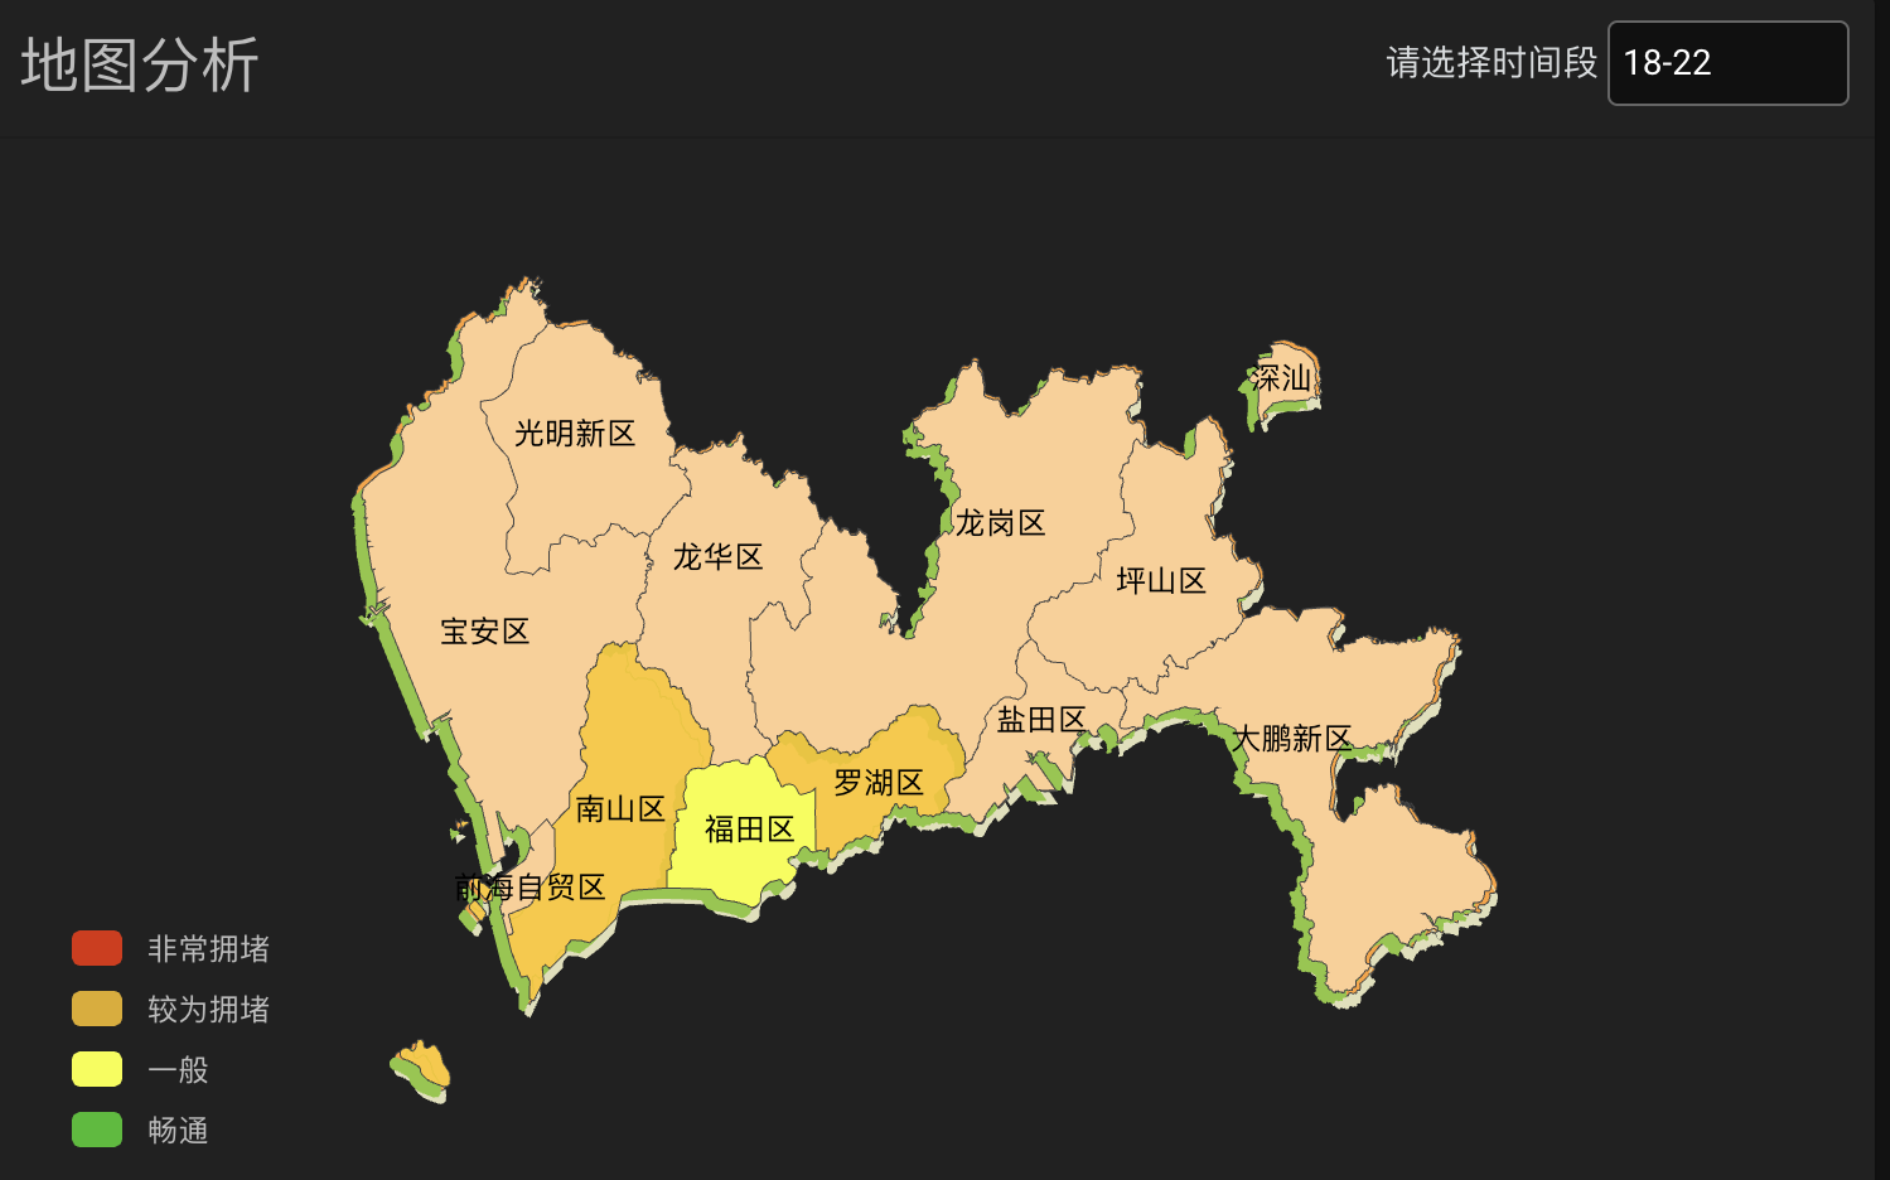 地图分析
请选择时间段 18-22
深汕
光明新区
龙岗区
龙华区
坪山区
宝安区
盐田区
大鹏新区
罗湖区
南山区
福田区
前海自贸区
非常拥堵
较为拥堵
一般
畅通